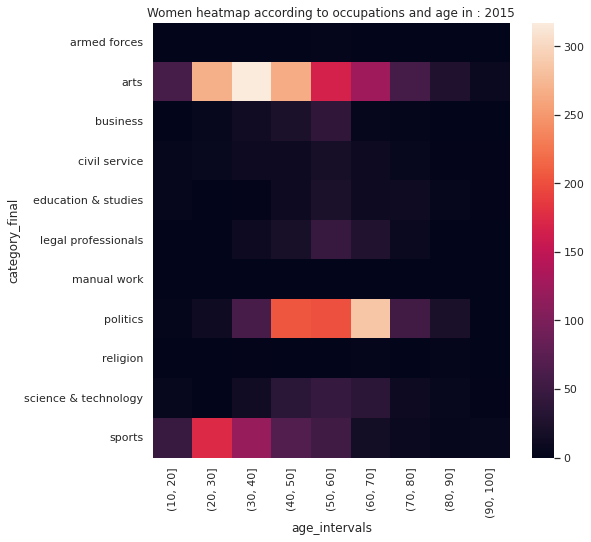 Women heatmap according to occupations and age in : 2015
category_final
armed forces
arts
business
civil service
education & studies
legal professionals
manual work
politics
religion
science & technology
sports
(10, 20]
(20, 30]
(30, 40]
(40, 50]
(50, 60]
(60, 70]
(70, 80]
(80, 90]
(90, 100]
age_intervals
300
250
200
150
100
50
0